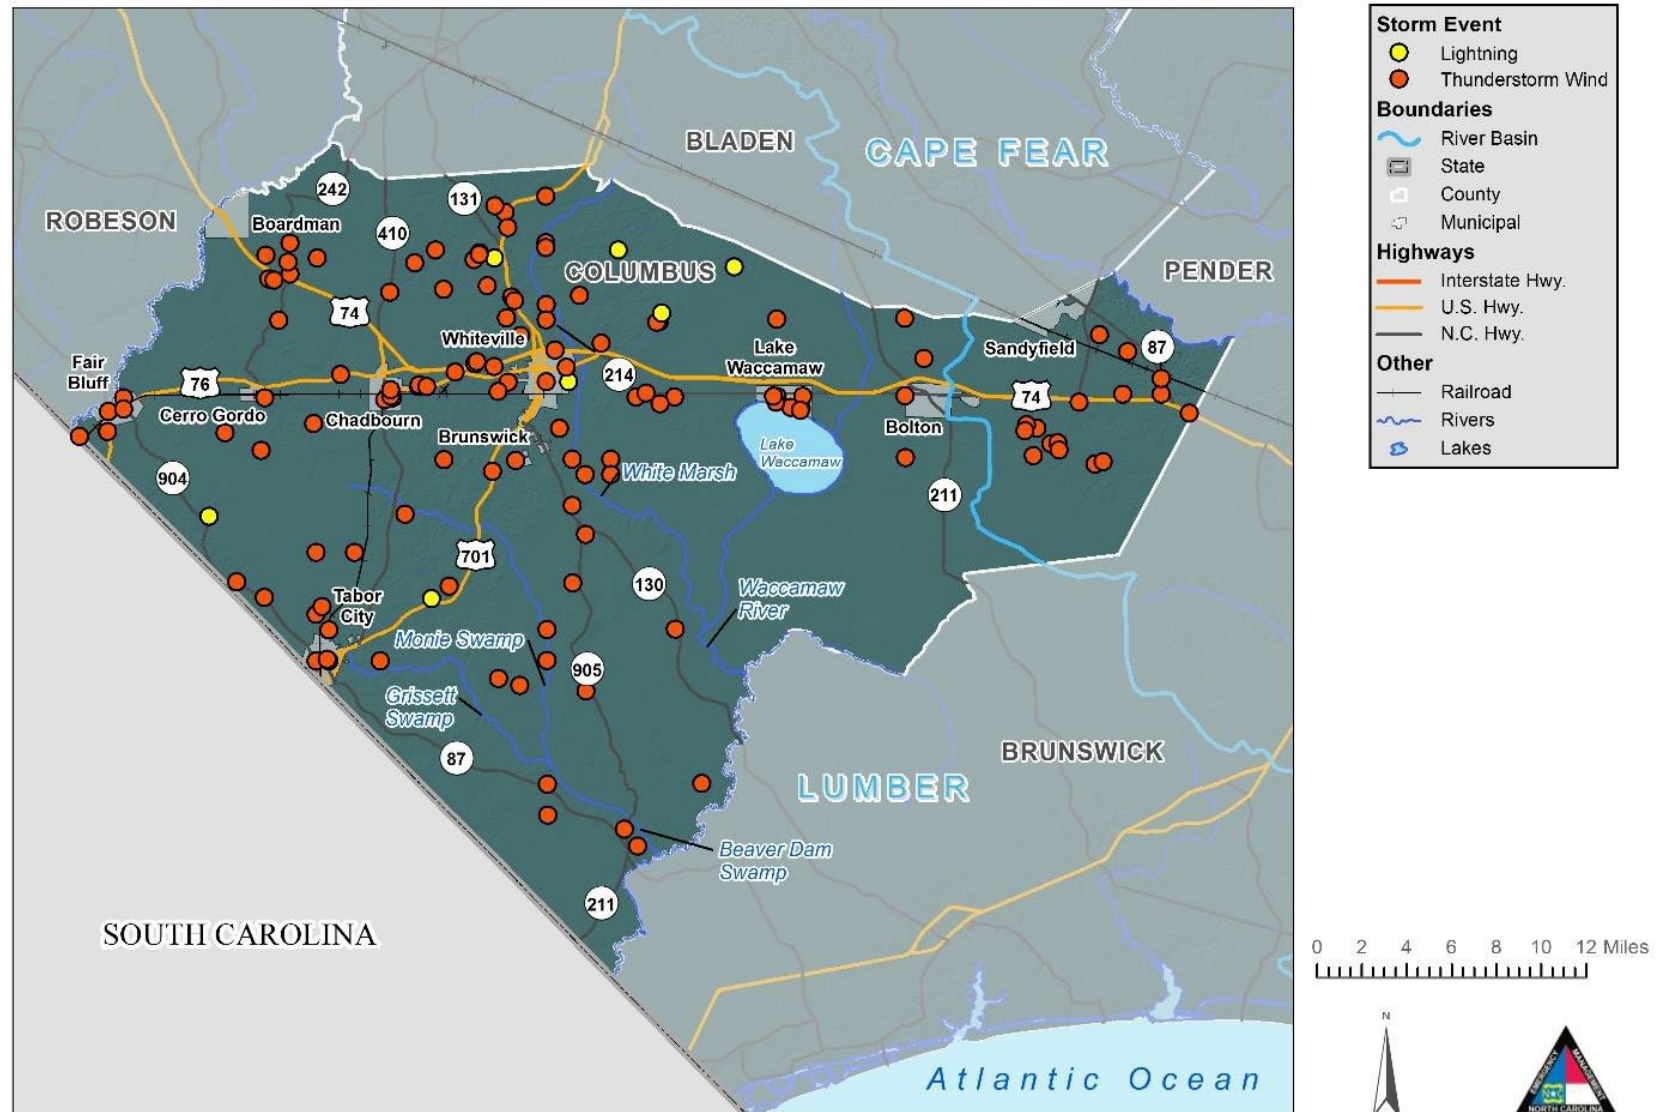 Storm Event
Lightning
Thunderstorm Wind
Boundaries
River Basin
State
County
Municipal
Highways
Interstate Hwy.
U.S. Hwy.
N.C. Hwy.
Other
Railroad
Rivers
Lakes
BLADEN
CAPE FEAR
242
131
ROBESON
Boardman
410
COLUMBUS
PENDER
74
Whiteville
Lake
Waccamaw
Sandyfield
87
Fair
Bluff
76
214
74
Cerro Gordo
Chadbourn
Bolton
Brunswick
Lake
Waccamaw
White Marsh
904
211
701
130
Waccamaw
River
Tabor
City
Monie Swamp
905
Grissett
Swamp
87
BRUNSWICK
LUMBER
Beaver Dam
Swamp
211
SOUTH CAROLINA
0 2 4 6 8 10 12 Miles
N
Atlantic Ocean
EMERGENCY
MANAGEMENT
N C
NORTH CAROLINA